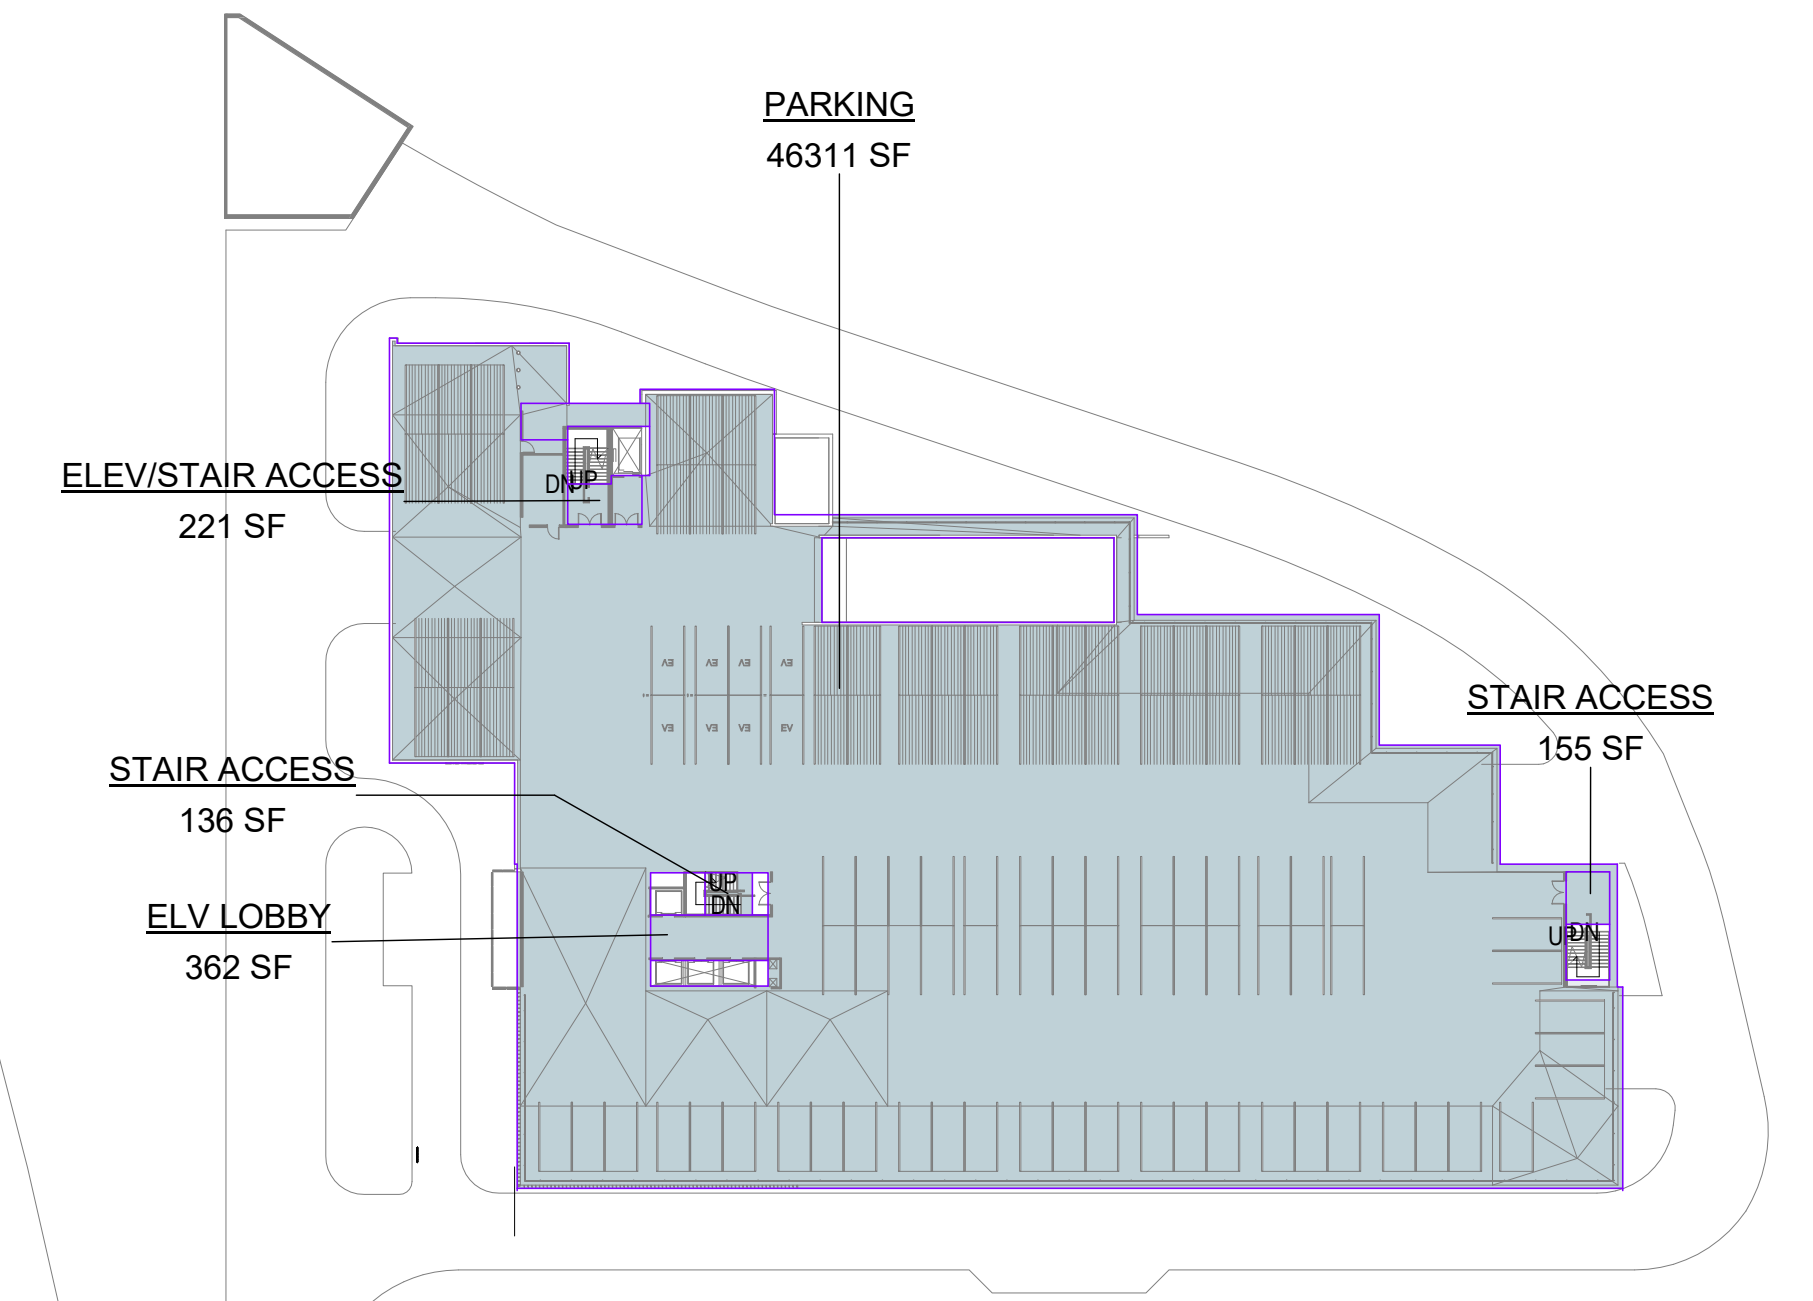 PARKING
46311 SF
ELEV/STAIR ACCESS
221 SF
DN
UP
EV EV EV EV
EV EV EV EV
STAIR ACCESS
155 SF
STAIR ACCESS
136 SF
UP
DN
ELV LOBBY
362 SF
UP
DN